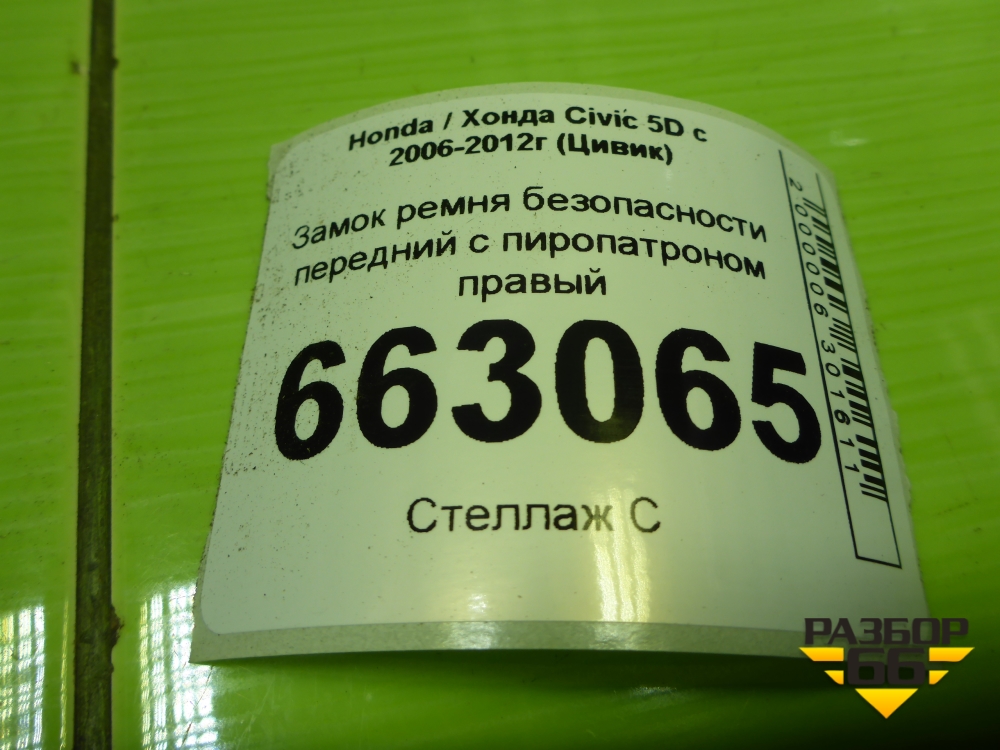 Honda / Хонда Civic 5D с
2006-2012г (Цивик)
Замок ремня безопасности
передний с пиропатроном
правый
663065
Стеллаж С
2000006301611
РАЗБОР
66